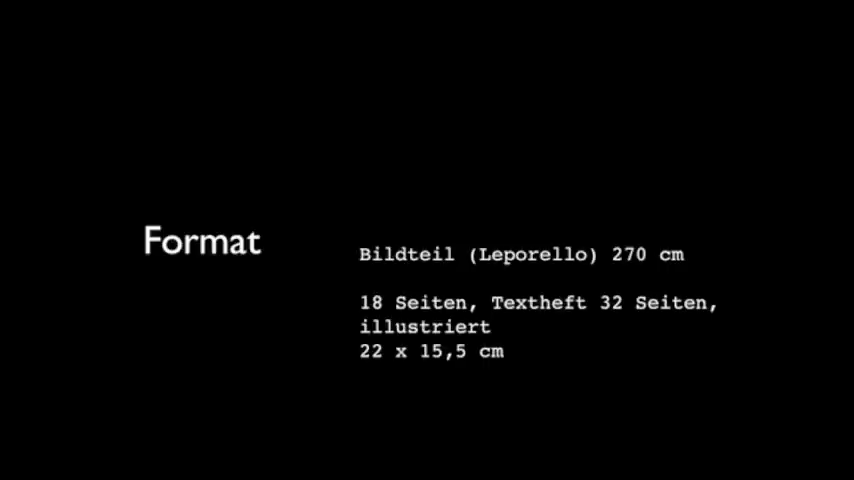 Format
Bildteil (Leporello) 270 cm
18 Seiten, Textheft 32 Seiten,
illustriert
22 x 15,5 cm